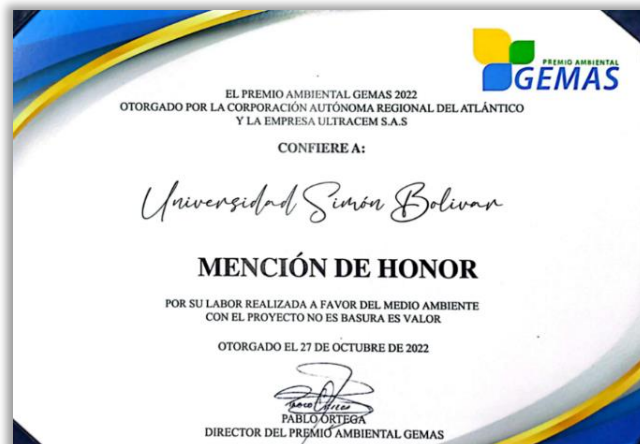 PREMIO AMBIENTAL
GEMAS
EL PREMIO AMBIENTAL GEMAS 2022
OTORGADO POR LA CORPORACIÓN AUTÓNOMA REGIONAL DEL ATLÁNTICO
Y LA EMPRESA ULTRACEM S.A.S
CONFIERE A:
Universidad Simón Bolivar
MENCIÓN DE HONOR
POR SU LABOR REALIZADA A FAVOR DEL MEDIO AMBIENTE
CON EL PROYECTO NO ES BASURA ES VALOR
OTORGADO EL 27 DE OCTUBRE DE 2022
PABLO ORTEGA
DIRECTOR DEL PREMIO AMBIENTAL GEMAS